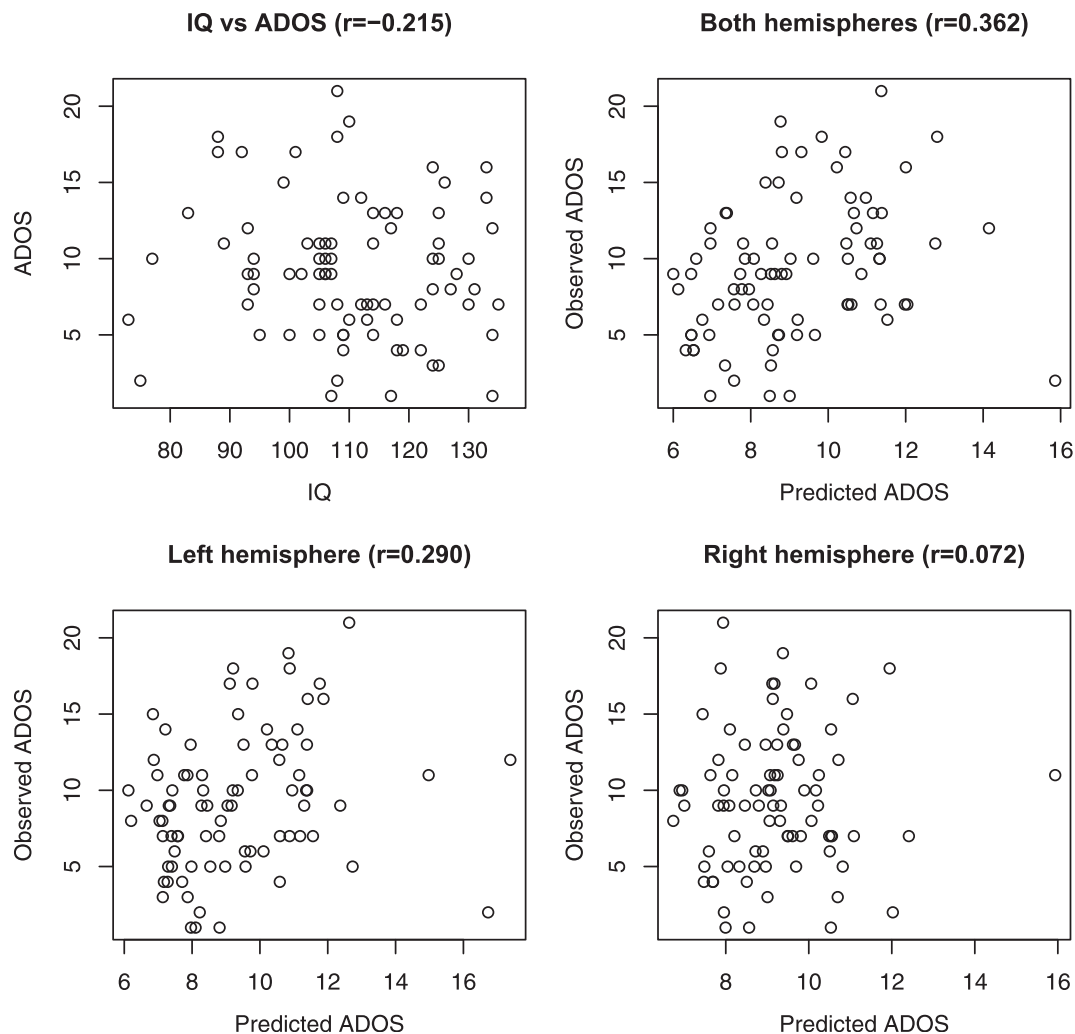 IQ vs ADOS (r=−0.215)
ADOS
20
15
10
5
80 90 100 110 120 130
IQ
Both hemispheres (r=0.362)
Observed ADOS
20
15
10
5
6 8 10 12 14 16
Predicted ADOS
Left hemisphere (r=0.290)
Observed ADOS
20
15
10
5
6 8 10 12 14 16
Predicted ADOS
Right hemisphere (r=0.072)
Observed ADOS
20
15
10
5
8 10 12 14 16
Predicted ADOS